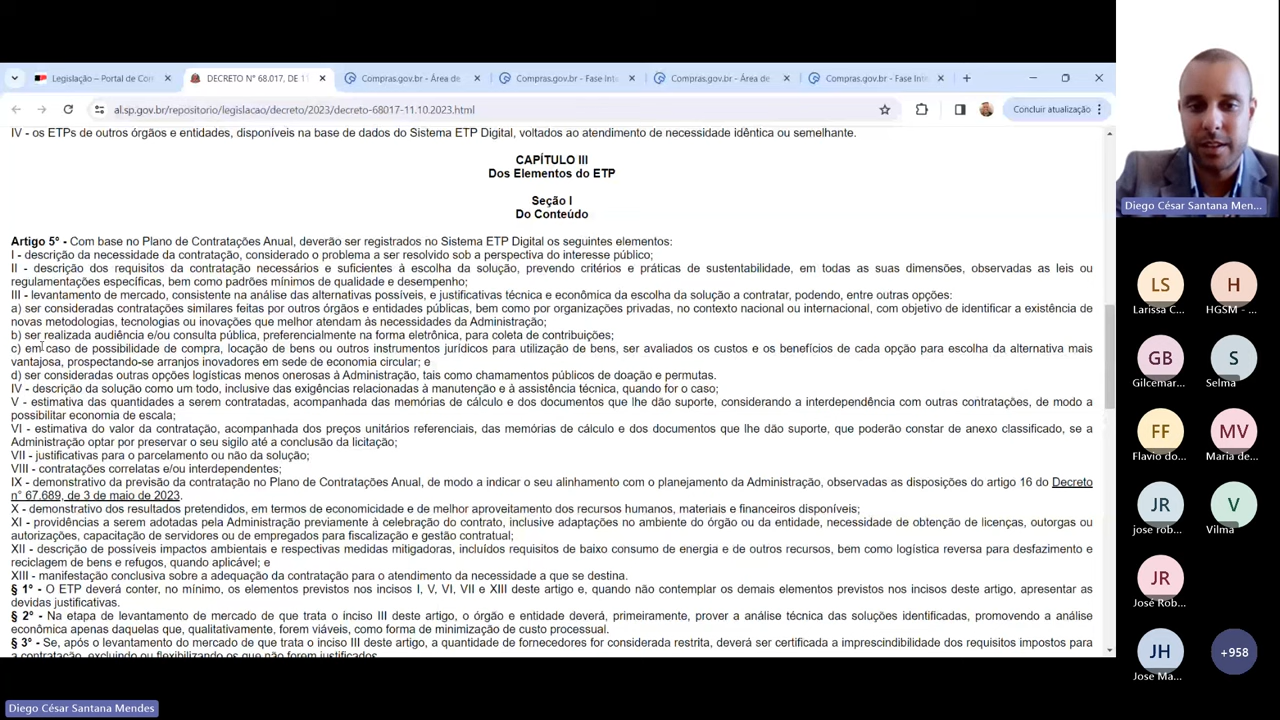 Legislação – Portal de Con
DECRETO N° 68.017, DE 11
Compras.gov.br - Área de
Compras.gov.br - Fase Inte
Compras.gov.br - Área de
Compras.gov.br - Fase Inte
al.sp.gov.br/repositorio/legislacao/decreto/2023/decreto-68017-11.10.2023.html
Concluir atualização
IV - os ETPs de outros órgãos e entidades, disponíveis na base de dados do Sistema ETP Digital, voltados ao atendimento de necessidade idêntica ou semelhante.
CAPÍTULO III
Dos Elementos do ETP
Seção I
Do Conteúdo
Artigo 5° - Com base no Plano de Contratações Anual, deverão ser registrados no Sistema ETP Digital os seguintes elementos:
I - descrição da necessidade da contratação, considerado o problema a ser resolvido sob a perspectiva do interesse público;
II - descrição dos requisitos da contratação necessários e suficientes à escolha da solução, prevendo critérios e práticas de sustentabilidade, em todas as suas dimensões, observadas as leis ou
regulamentações específicas, bem como padrões mínimos de qualidade e desempenho;
III - levantamento de mercado, consistente na análise das alternativas possíveis, e justificativas técnica e econômica da escolha da solução a contratar, podendo, entre outras opções:
a) ser consideradas contratações similares feitas por outros órgãos e entidades públicas, bem como por organizações privadas, no contexto nacional ou internacional, com objetivo de identificar a existência de
novas metodologias, tecnologias ou inovações que melhor atendam às necessidades da Administração;
b) ser realizada audiência e/ou consulta pública, preferencialmente na forma eletrônica, para coleta de contribuições;
c) em caso de possibilidade de compra, locação de bens ou outros instrumentos jurídicos para utilização de bens, ser avaliados os custos e os benefícios de cada opção para escolha da alternativa mais
vantajosa, prospectando-se arranjos inovadores em sede de economia circular; e
d) ser consideradas outras opções logísticas menos onerosas à Administração, tais como chamamentos públicos de doação e permutas.
IV - descrição da solução como um todo, inclusive das exigências relacionadas à manutenção e à assistência técnica, quando for o caso;
V - estimativa das quantidades a serem contratadas, acompanhada das memórias de cálculo e dos documentos que lhe dão suporte, considerando a interdependência com outras contratações, de modo a
possibilitar economia de escala;
VI - estimativa do valor da contratação, acompanhada dos preços unitários referenciais, das memórias de cálculo e dos documentos que lhe dão suporte, que poderão constar de anexo classificado, se a
Administração optar por preservar o seu sigilo até a conclusão da licitação;
VII - justificativas para o parcelamento ou não da solução;
VIII - contratações correlatas e/ou interdependentes;
IX - demonstrativo da previsão da contratação no Plano de Contratações Anual, de modo a indicar o seu alinhamento com o planejamento da Administração, observadas as disposições do artigo 16 do Decreto
n° 67.689, de 3 de maio de 2023.
X - demonstrativo dos resultados pretendidos, em termos de economicidade e de melhor aproveitamento dos recursos humanos, materiais e financeiros disponíveis;
XI - providências a serem adotadas pela Administração previamente à celebração do contrato, inclusive adaptações no ambiente do órgão ou da entidade, necessidade de obtenção de licenças, outorgas ou
autorizações, capacitação de servidores ou de empregados para fiscalização e gestão contratual;
XII - descrição de possíveis impactos ambientais e respectivas medidas mitigadoras, incluídos requisitos de baixo consumo de energia e de outros recursos, bem como logística reversa para desfazimento e
reciclagem de bens e refugos, quando aplicável; e
XIII - manifestação conclusiva sobre a adequação da contratação para o atendimento da necessidade a que se destina.
§ 1° - O ETP deverá conter, no mínimo, os elementos previstos nos incisos I, V, VI, VII e XIII deste artigo e, quando não contemplar os demais elementos previstos nos incisos deste artigo, apresentar as
devidas justificativas.
§ 2° - Na etapa de levantamento de mercado de que trata o inciso III deste artigo, o órgão e entidade deverá, primeiramente, prover a análise técnica das soluções identificadas, promovendo a análise
econômica apenas daquelas que, qualitativamente, forem viáveis, como forma de minimização de custo processual.
§ 3° - Se, após o levantamento do mercado de que trata o inciso III deste artigo, a quantidade de fornecedores for considerada restrita, deverá ser certificada a imprescindibilidade dos requisitos impostos para
a contratação, excluindo ou flexibilizando os que não forem justificados
Diego César Santana Men...
LS
Larissa C...
H
HGSM - ...
GB
Gilcemar...
S
Selma
FF
Flavio do...
MV
Maria de...
JR
jose rob...
V
Vilma
JR
José Rob...
JH
Jose Ma...
+958
Diego César Santana Mendes